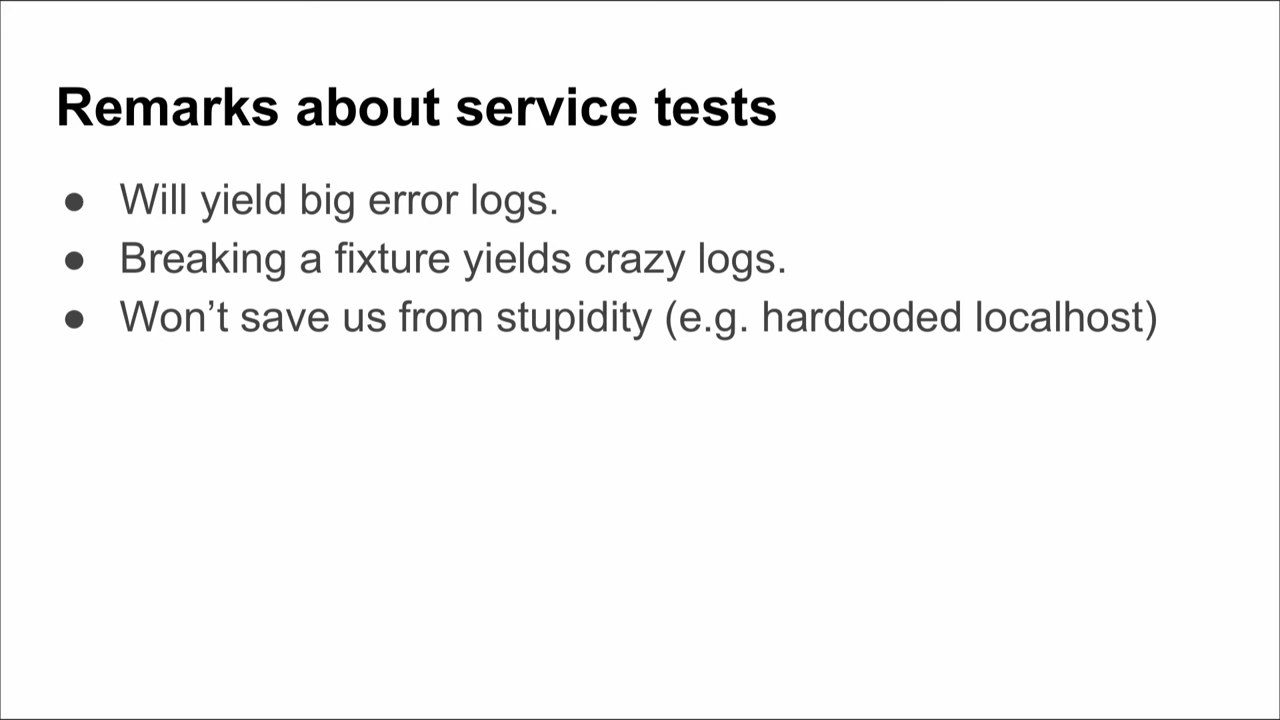 Remarks about service tests
● Will yield big error logs.
● Breaking a fixture yields crazy logs.
● Won’t save us from stupidity (e.g. hardcoded localhost)